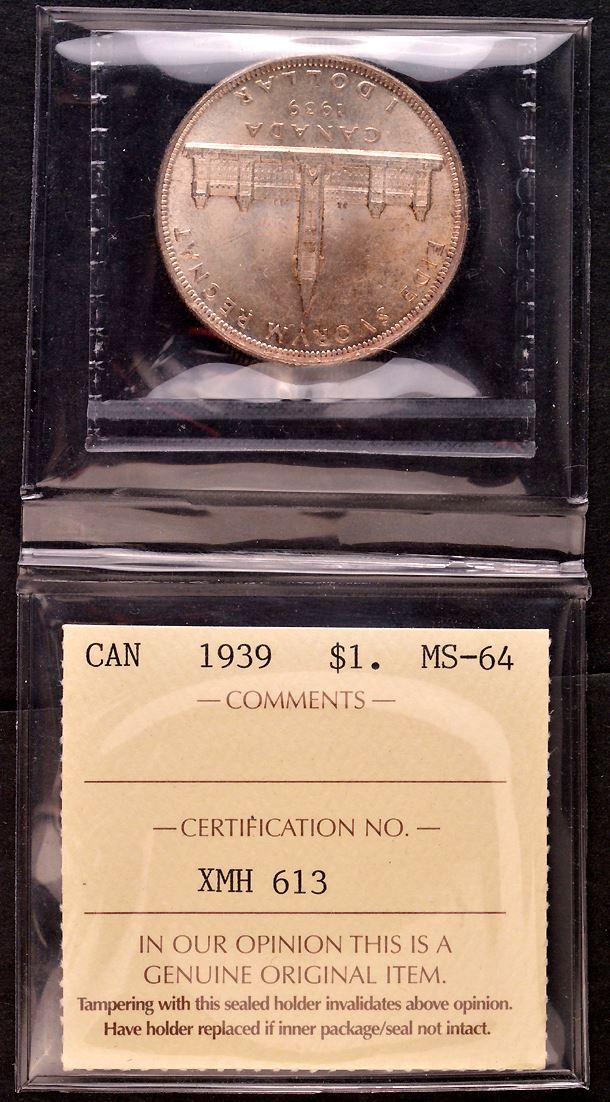 FIDE SVORVM REGNAT
CANADA
1939
1 DOLLAR
CAN 1939 $1. MS-64
— COMMENTS —
— CERTIFICATION NO. —
XMH 613
IN OUR OPINION THIS IS A
GENUINE ORIGINAL ITEM.
Tampering with this sealed holder invalidates above opinion.
Have holder replaced if inner package/seal not intact.